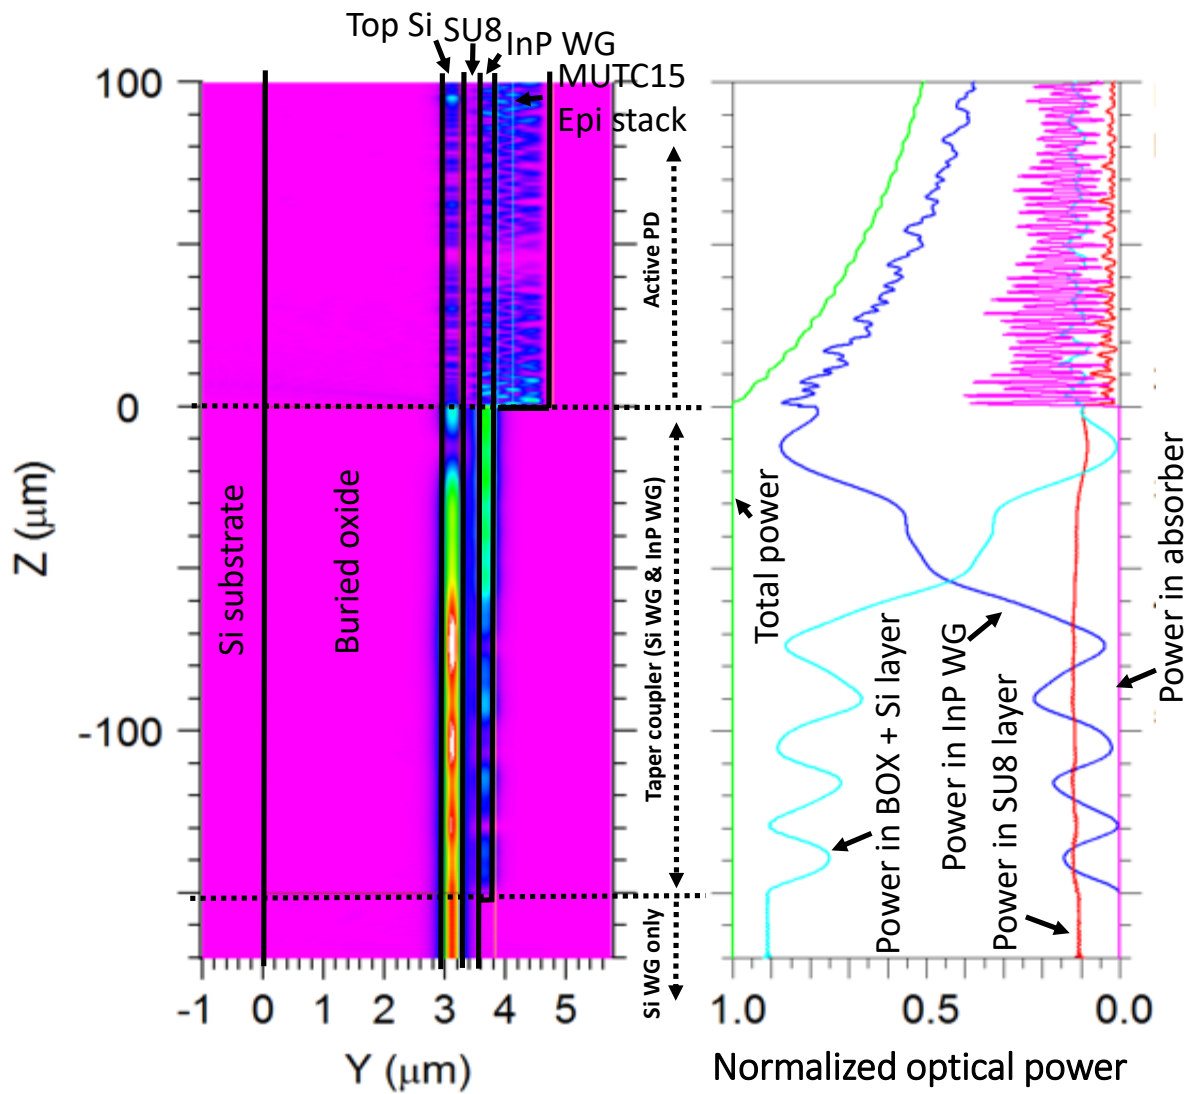 Top Si
SU8
InP WG
MUTC15
Epi stack
100
0
-100
Z (μm)
Si substrate
Buried oxide
Active PD
Taper coupler (Si WG & InP WG)
Si WG only
-1 0 1 2 3 4 5
Y (μm)
Total power
Power in BOX + Si layer
Power in InP WG
Power in SU8 layer
Power in absorber
1.0 0.5 0.0
Normalized optical power